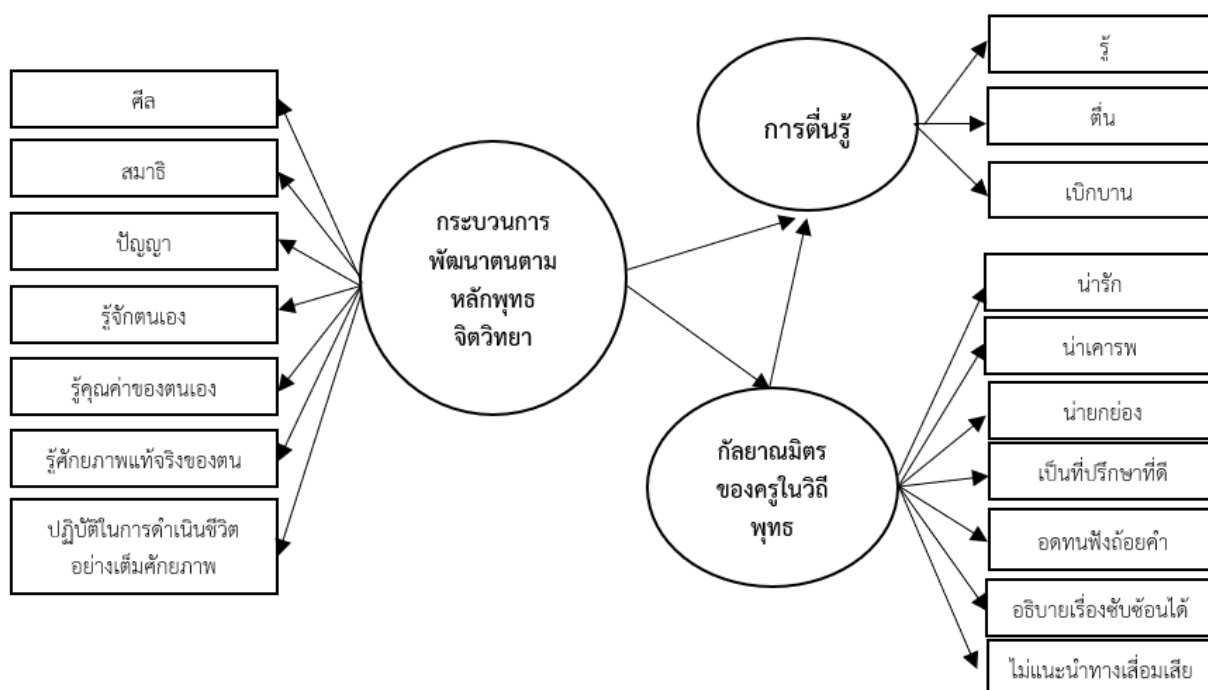 ศีล
สมาธิ
ปัญญา
รู้จักตนเอง
รู้คุณค่าของตนเอง
รู้ศักยภาพแท้จริงของตน
ปฏิบัติในการดำเนินชีวิต
อย่างเต็มศักยภาพ
กระบวนการ
พัฒนาตนตาม
หลักพุทธ
จิตวิทยา
การตื่นรู้
รู้
ตื่น
เบิกบาน
กัลยาณมิตร
ของครูในวิถี
พุทธ
น่ารัก
น่าเคารพ
น่ายกย่อง
เป็นที่ปรึกษาที่ดี
อดทนฟังถ้อยคำ
อธิบายเรื่องซับซ้อนได้
ไม่แนะนำทางเสื่อมเสีย